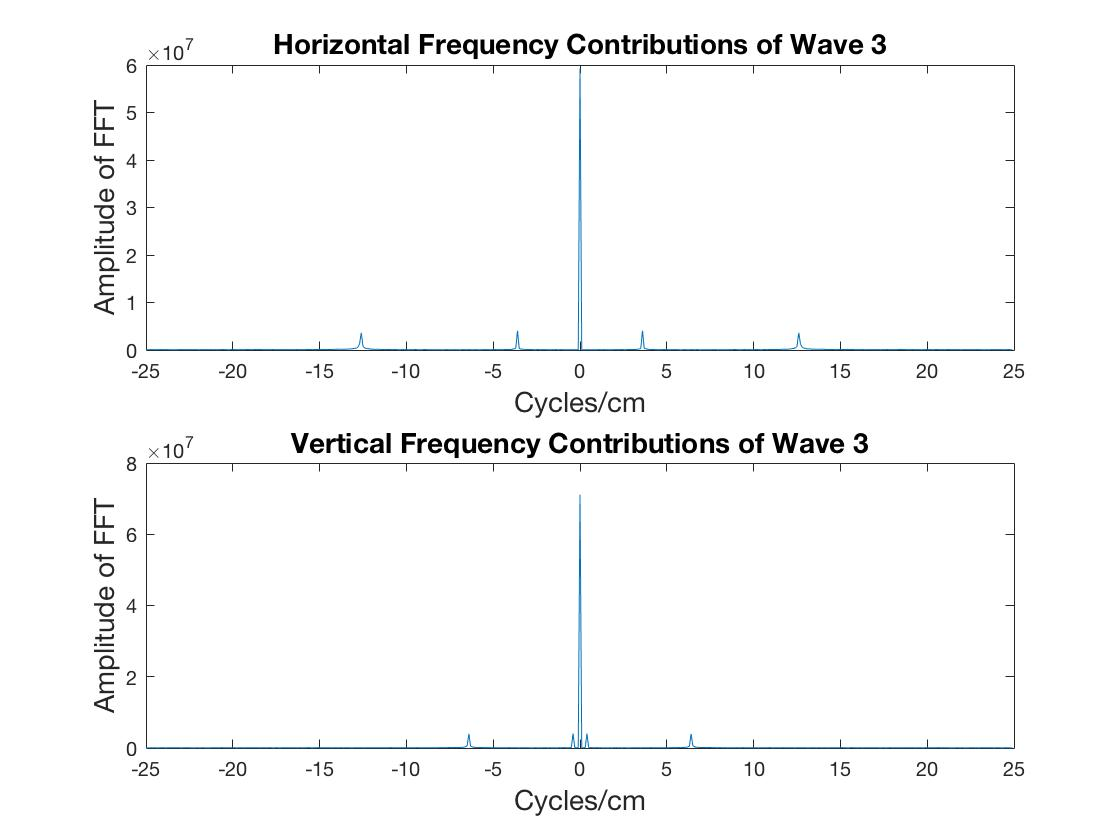 Horizontal Frequency Contributions of Wave 3
×10^7
6
5
4
3
2
1
0
Amplitude of FFT
-25 -20 -15 -10 -5 0 5 10 15 20 25
Cycles/cm
Vertical Frequency Contributions of Wave 3
×10^7
8
6
4
2
0
Amplitude of FFT
-25 -20 -15 -10 -5 0 5 10 15 20 25
Cycles/cm